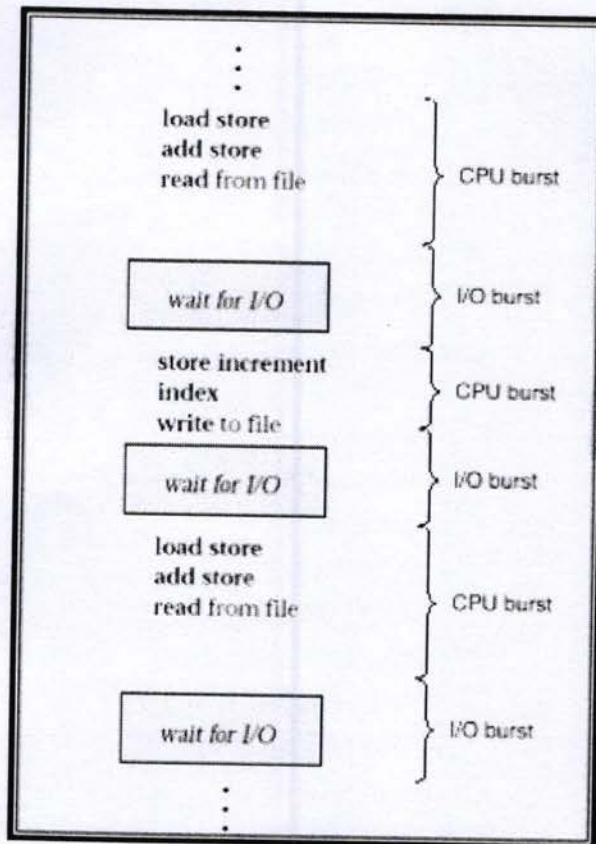 load store
add store
read from file
CPU burst
wait for I/O
I/O burst
store increment
index
write to file
CPU burst
wait for I/O
I/O burst
load store
add store
read from file
CPU burst
wait for I/O
I/O burst